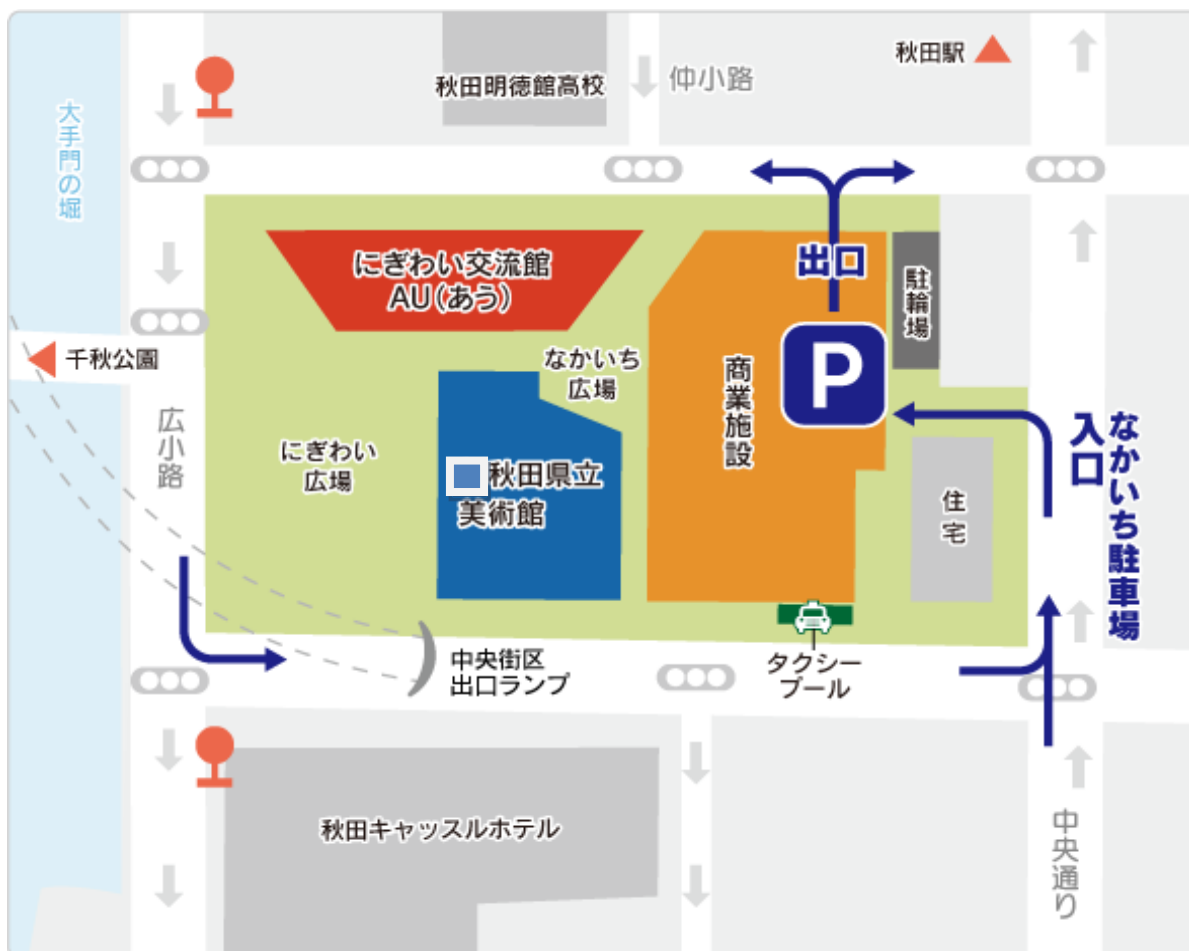 秋田駅
秋田明徳館高校
仲小路
大手門の堀
出口
にぎわい交流館
AU(あう)
駐輪場
千秋公園
なかいち
広場
商業施設
P
広小路
にぎわい
広場
秋田県立
美術館
住宅
なかいち駐車場
入口
中央街区
出口ランプ
タクシー
プール
秋田キャッスルホテル
中央通り